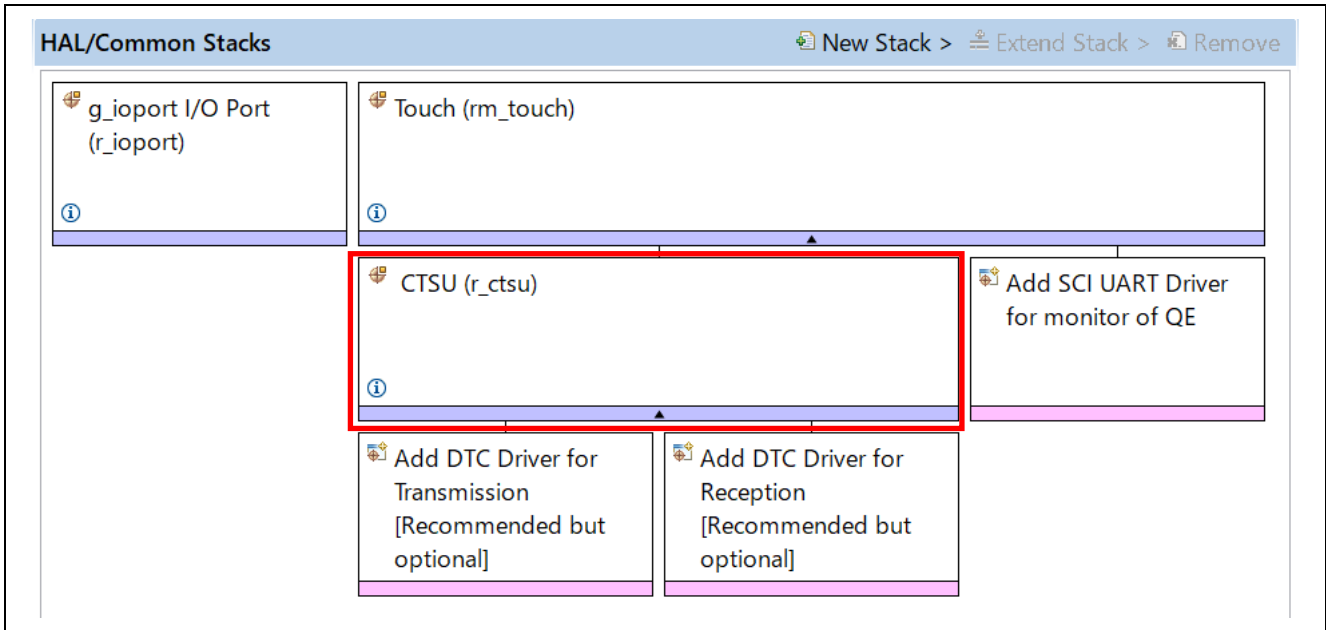 HAL/Common Stacks
New Stack > Extend Stack > Remove
g_ioport I/O Port
(r_ioport)
Touch (rm_touch)
CTSU (r_ctsu)
Add SCI UART Driver
for monitor of QE
Add DTC Driver for
Transmission
[Recommended but
optional]
Add DTC Driver for
Reception
[Recommended but
optional]